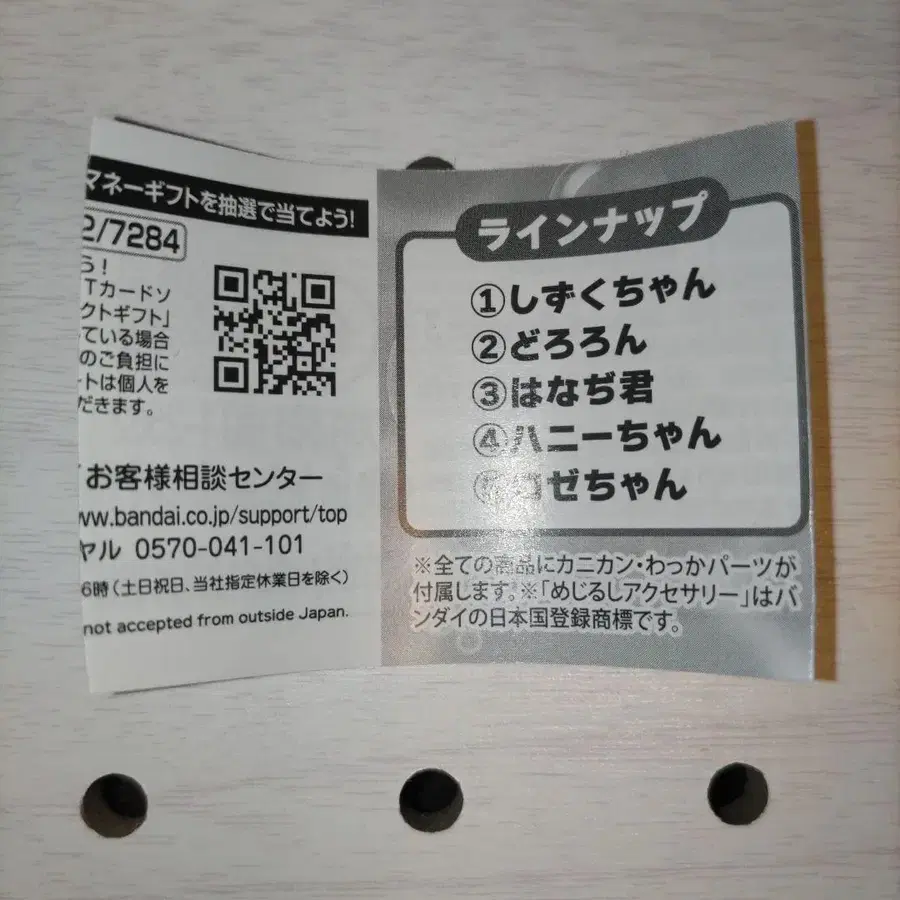 マネーギフトを抽選で当てよう!
2/7284
う!
Tカードソ
クトギフト」
ている場合
のご負担に
ートは個人を
だきます。
お客様相談センター
ww.bandai.co.jp/support/top
ヤル 0570-041-101
6時(土日祝日、当社指定休業日を除く)
not accepted from outside Japan.
ラインナップ
①しずくちゃん
②どろろん
③はなぢ君
④ハニーちゃん
⑤ロゼちゃん
※全ての商品にカニカン・わっかパーツが
付属します。※「めじるしアクセサリー」はバ
ンダイの日本国登録商標です。